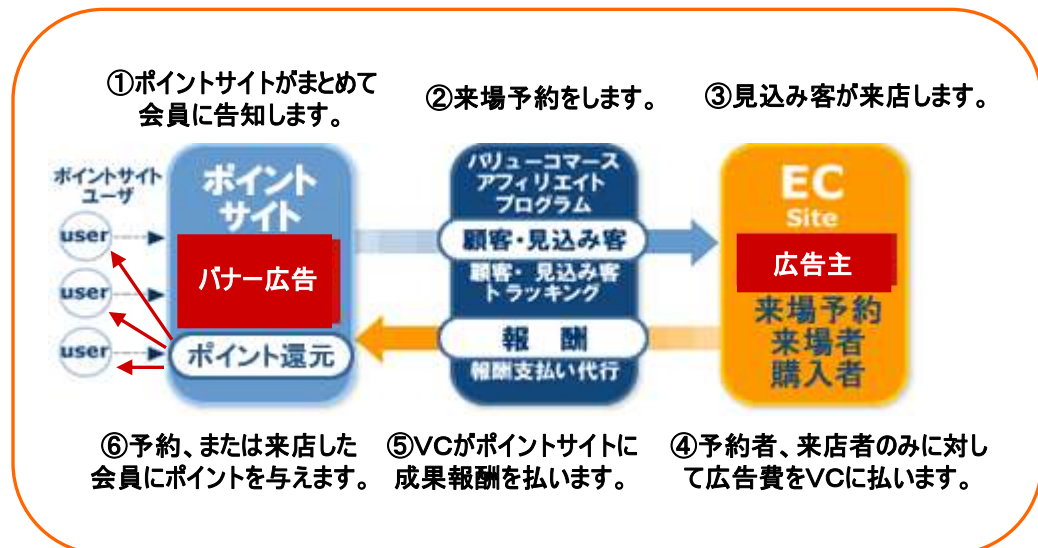 ①ポイントサイトがまとめて
会員に告知します。
②来場予約をします。
③見込み客が来店します。
ポイントサイト
ユーザ
user
user
user
ポイント
サイト
バナー広告
ポイント還元
バリューコマース
アフィリエイト
プログラム
顧客・見込み客
顧客・見込み客
トラッキング
報酬
報酬支払い代行
EC
Site
広告主
来場予約
来場者
購入者
⑥予約、または来店した
会員にポイントを与えます。
⑤VCがポイントサイトに
成果報酬を払います。
④予約者、来店者のみに対し
て広告費をVCに払います。